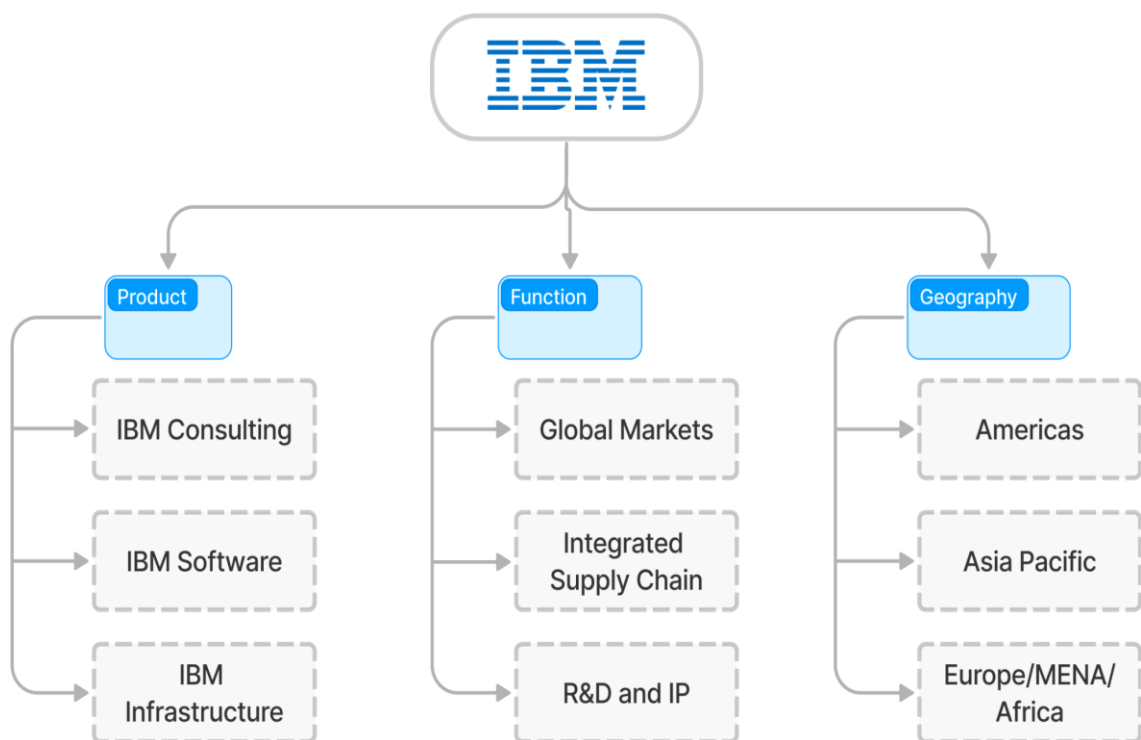 IBM
Product
Function
Geography
IBM Consulting
Global Markets
Americas
IBM Software
Integrated
Supply Chain
Asia Pacific
IBM
Infrastructure
R&D and IP
Europe/MENA/
Africa